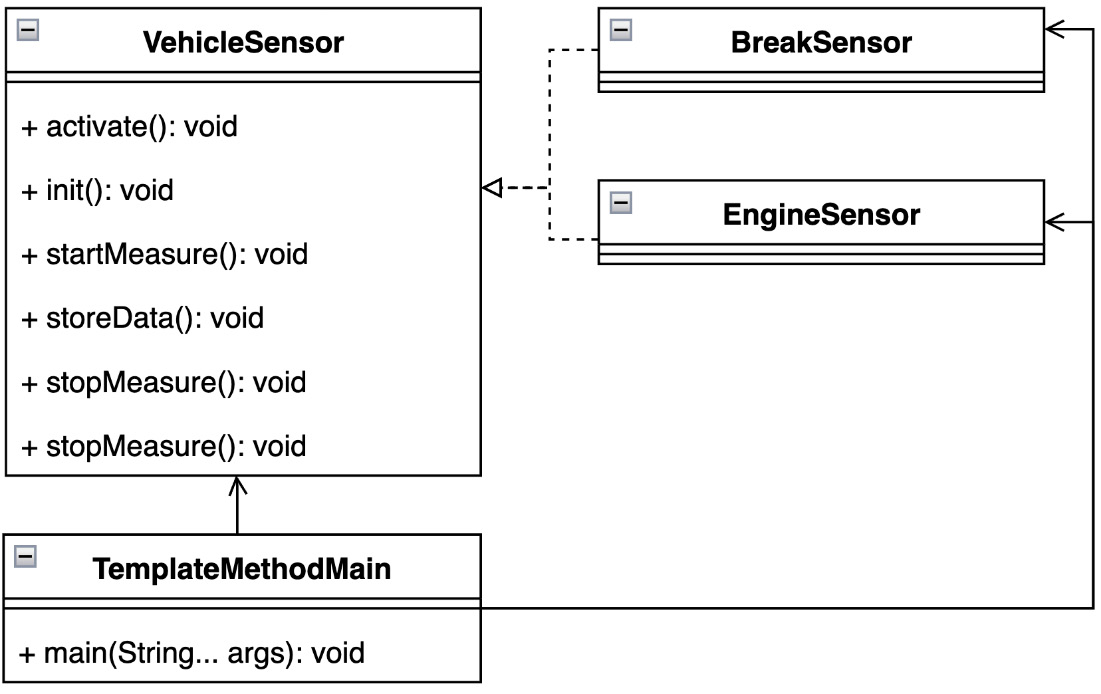 VehicleSensor
+ activate(): void
+ init(): void
+ startMeasure(): void
+ storeData(): void
+ stopMeasure(): void
+ stopMeasure(): void
BreakSensor
EngineSensor
TemplateMethodMain
+ main(String... args): void